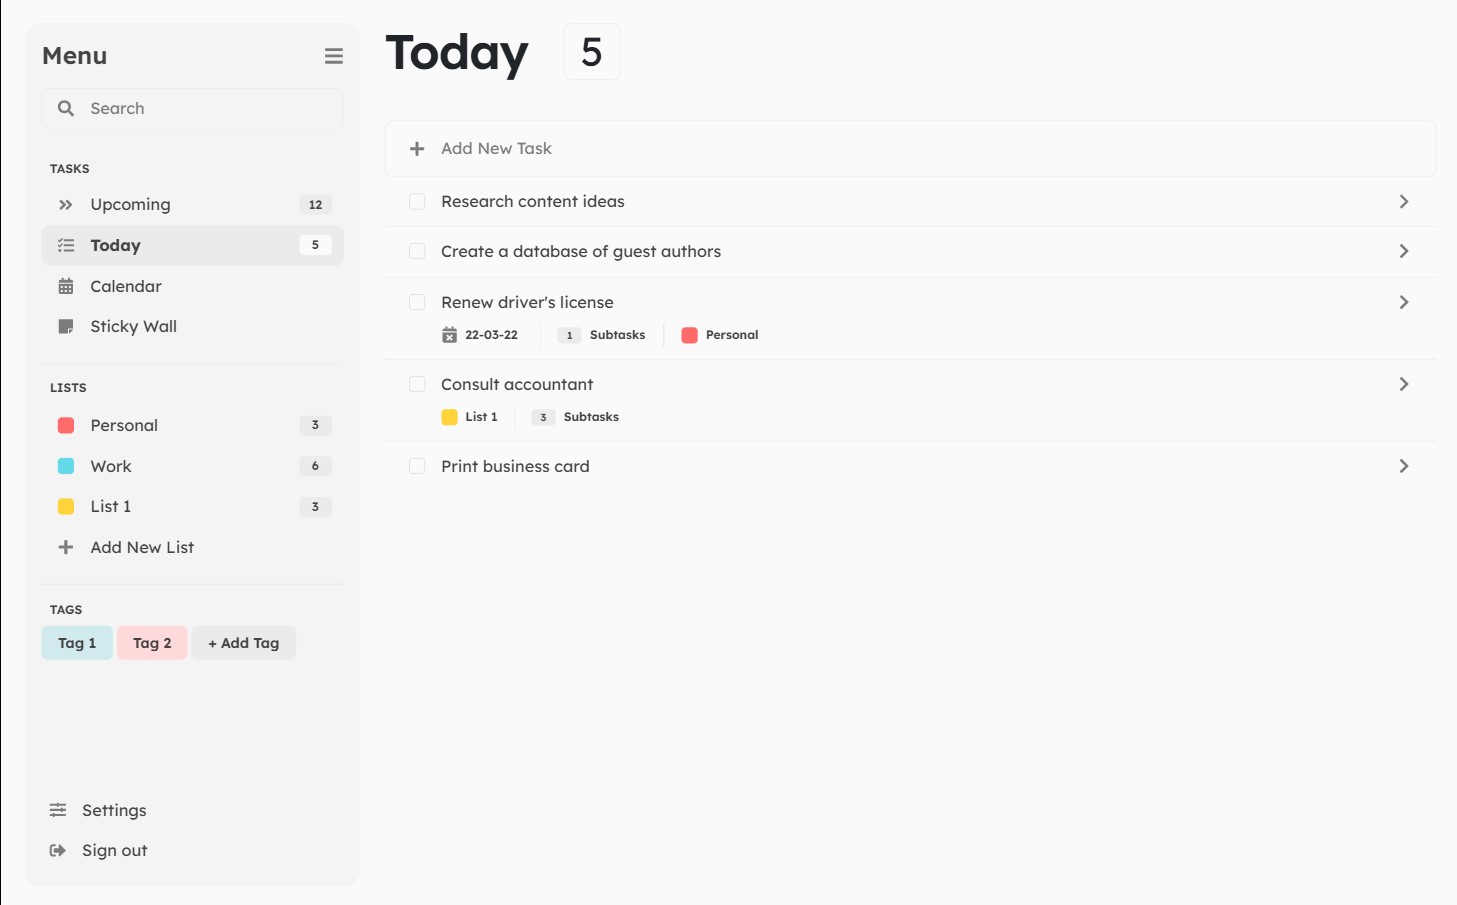 Menu
Search
TASKS
Upcoming 12
Today 5
Calendar
Sticky Wall
LISTS
Personal 3
Work 6
List 1 3
Add New List
TAGS
Tag 1 Tag 2 + Add Tag
Settings
Sign out
Today 5
Add New Task
Research content ideas
Create a database of guest authors
Renew driver's license
22-03-22 1 Subtasks Personal
Consult accountant
List 1 3 Subtasks
Print business card